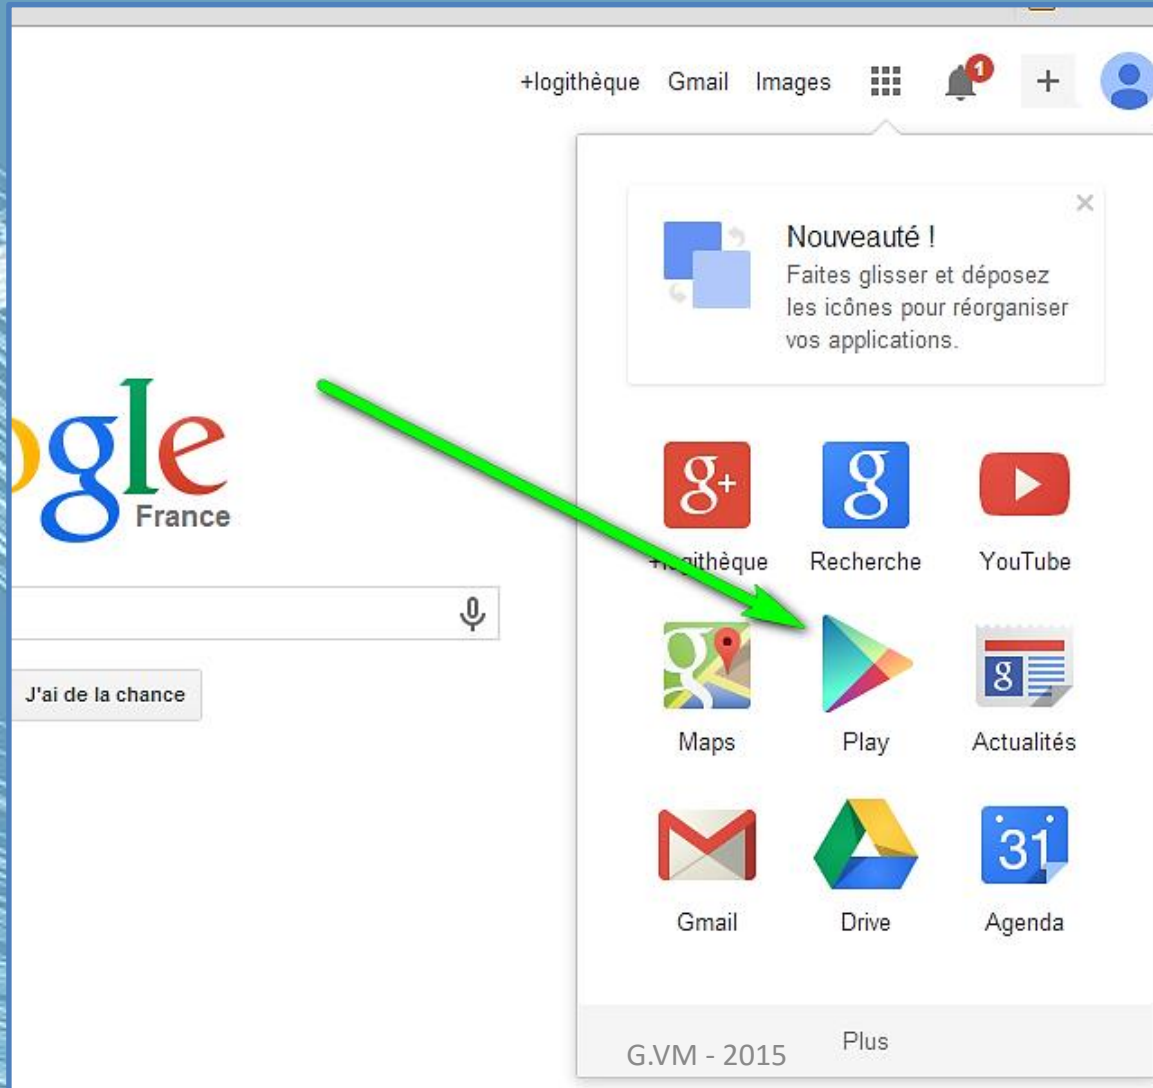 +logithèque Gmail Images 1 +
Nouveauté !
Faites glisser et déposez
les icônes pour réorganiser
vos applications.
ogle
France
g+ g
+logithèque Recherche YouTube
J'ai de la chance
g g
Maps Play Actualités
31
Gmail Drive Agenda
Plus
G.VM - 2015